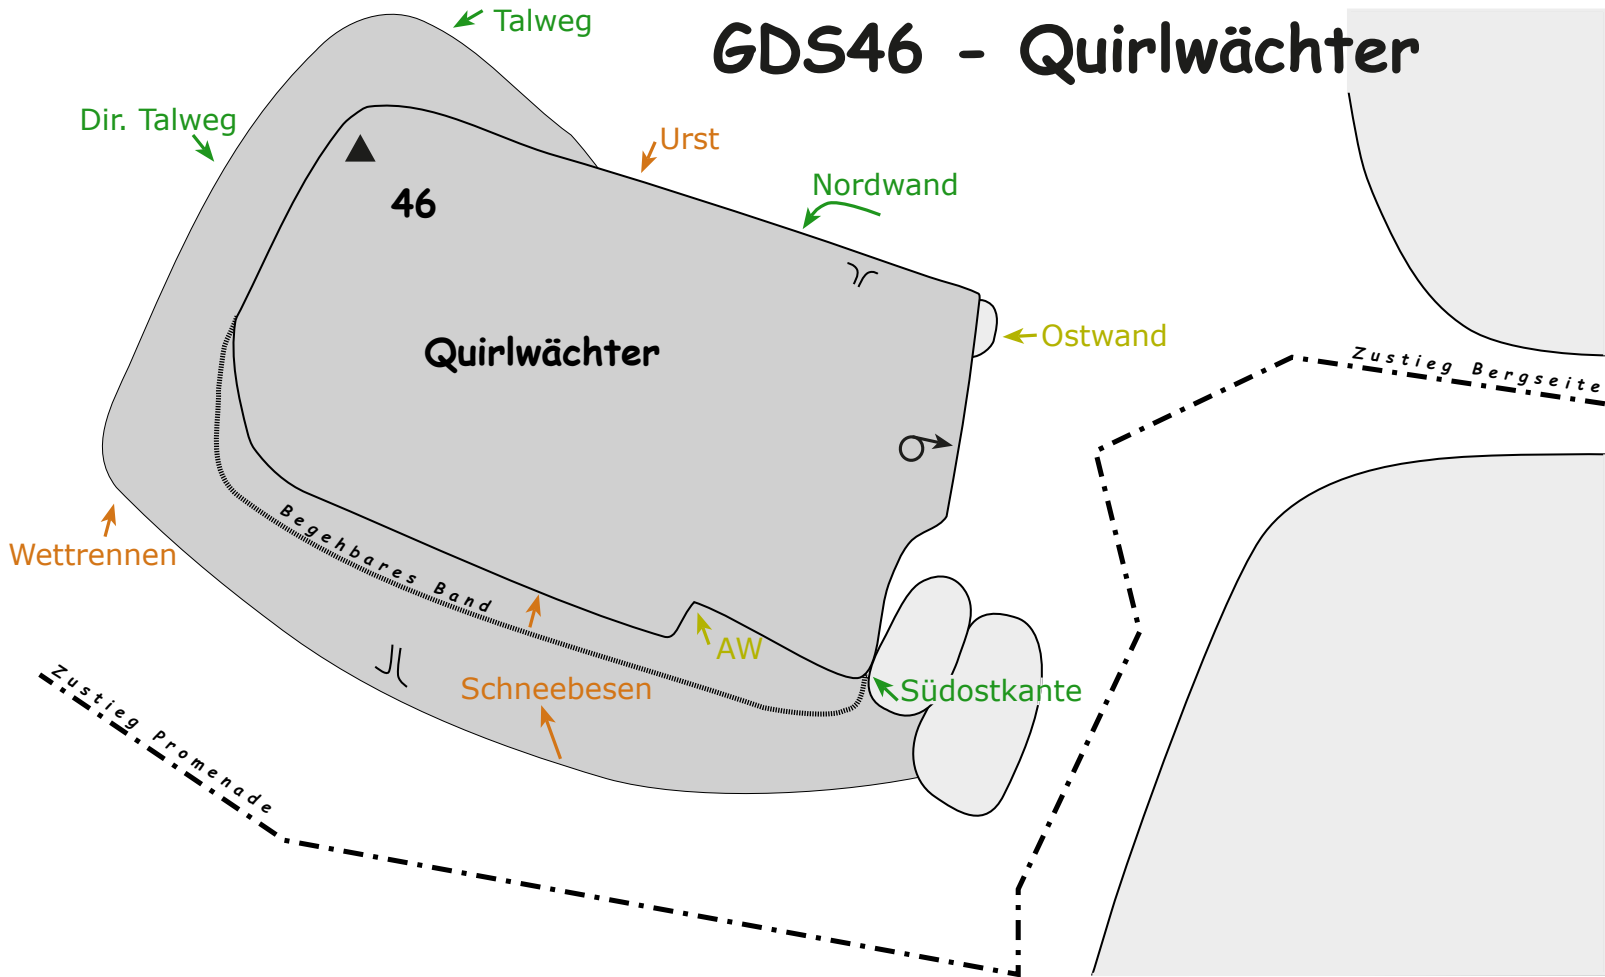 Talweg
GDS46 - Quirlwächter
Dir. Talweg
Urst
Nordwand
46
Quirlwächter
Ostwand
Zustieg Bergseite
Wettrennen
Begehbares Band
AW
Schneebesen
Südostkante
Zustieg Promenade